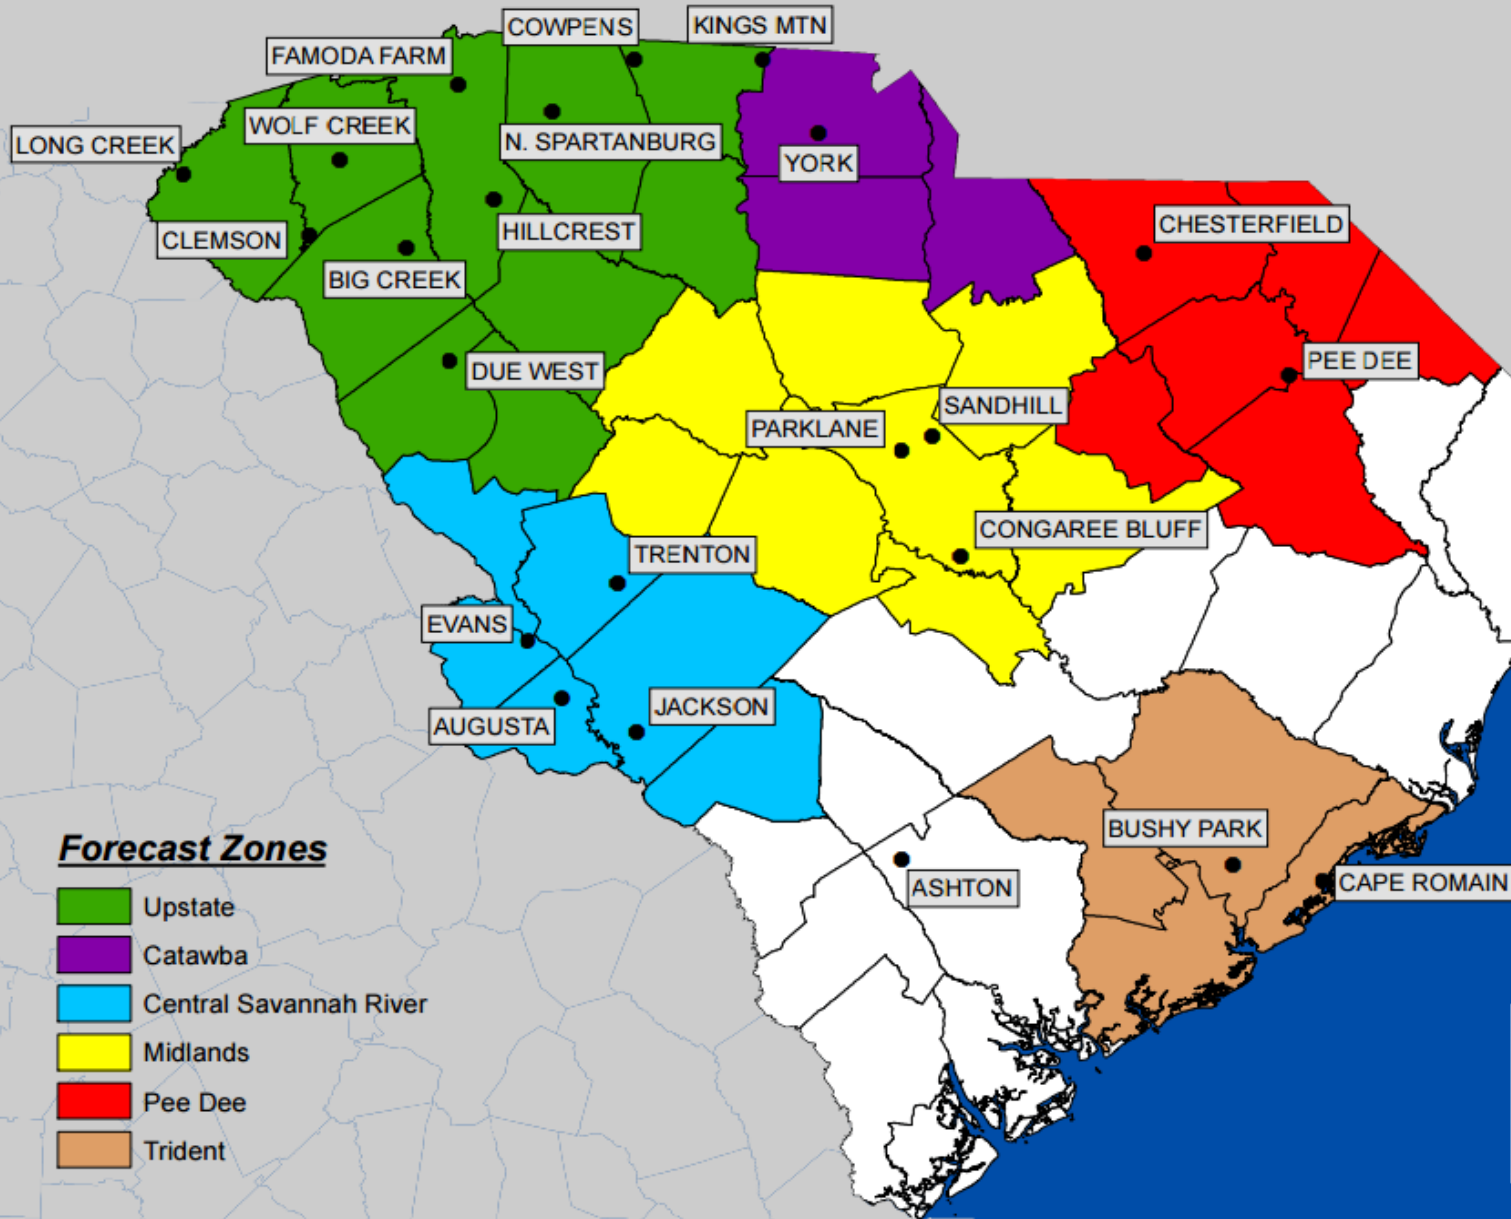 COWPENS
KINGS MTN
FAMODA FARM
WOLF CREEK
LONG CREEK
N. SPARTANBURG
YORK
CHESTERFIELD
CLEMSON
HILLCREST
BIG CREEK
DUE WEST
PEE DEE
SANDHILL
PARKLANE
CONGAREE BLUFF
TRENTON
EVANS
JACKSON
AUGUSTA
BUSHY PARK
ASHTON
CAPE ROMAIN
Forecast Zones
Upstate
Catawba
Central Savannah River
Midlands
Pee Dee
Trident